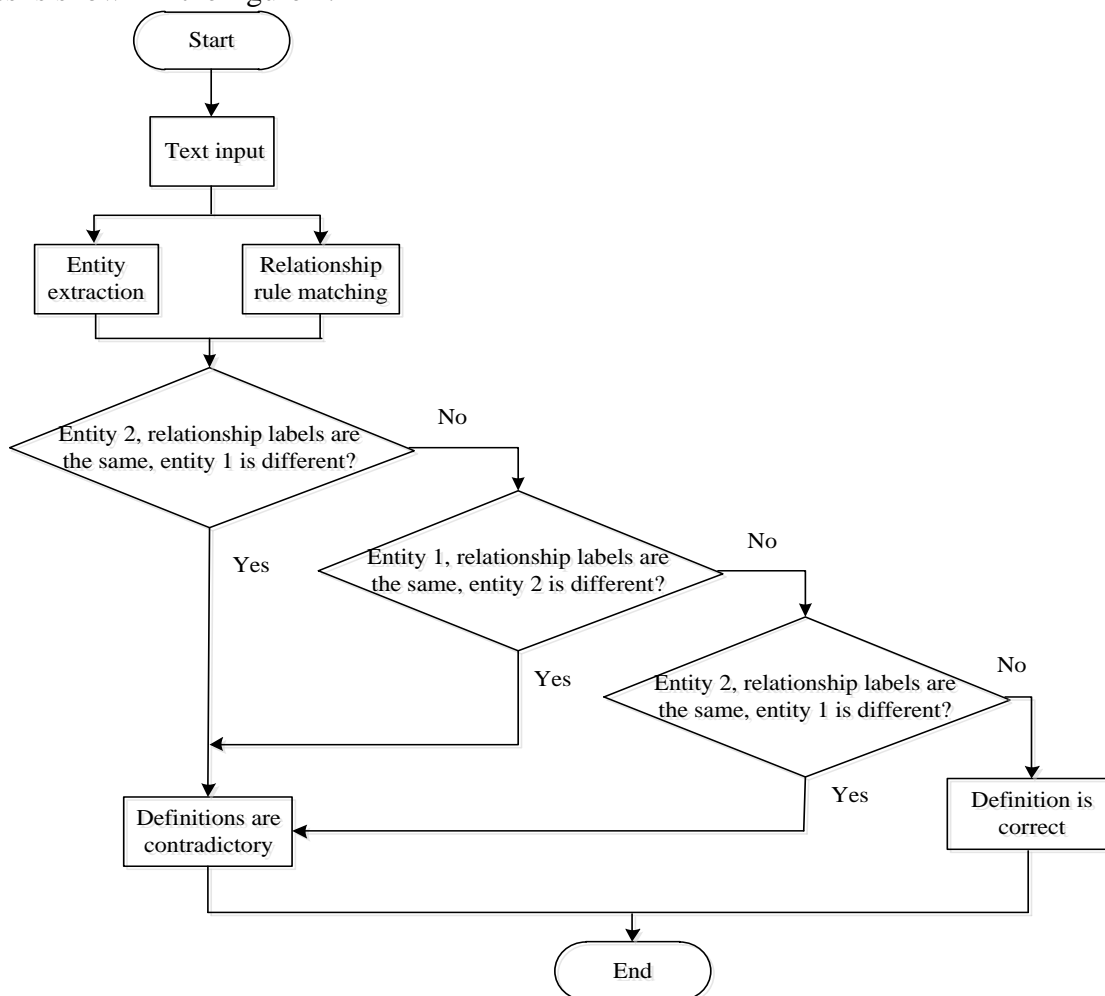 Start
Text input
Entity
extraction
Relationship
rule matching
Entity 2, relationship labels are
the same, entity 1 is different?
No
Yes
Entity 1, relationship labels are
the same, entity 2 is different?
No
Yes
Entity 2, relationship labels are
the same, entity 1 is different?
No
Yes
Definitions are
contradictory
Definition is
correct
End